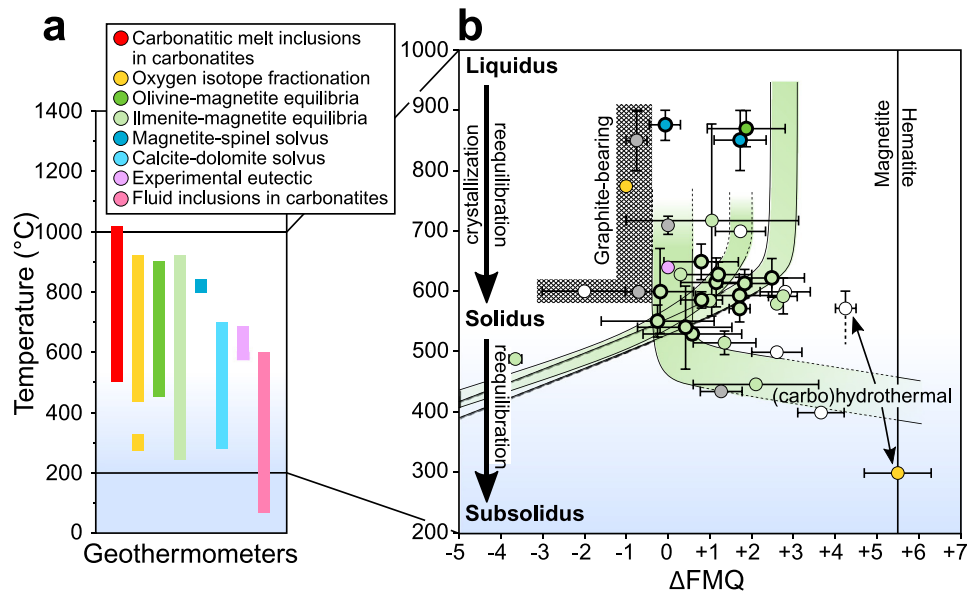 a
Carbonatitic melt inclusions
in carbonatites
Oxygen isotope fractionation
Olivine-magnetite equilibria
Ilmenite-magnetite equilibria
Magnetite-spinel solvus
Calcite-dolomite solvus
Experimental eutectic
Fluid inclusions in carbonatites
Temperature (°C)
1400
1200
1000
800
600
400
200
0
Geothermometers
b
1000
900
800
700
600
500
400
300
200
Liquidus
crystallization
reequilibration
Solidus
reequilibration
Subsolidus
Graphite-bearing
Magnetite
Hematite
(carbo)hydrothermal
-5 -4 -3 -2 -1 0 +1 +2 +3 +4 +5 +6 +7
ΔFMQ